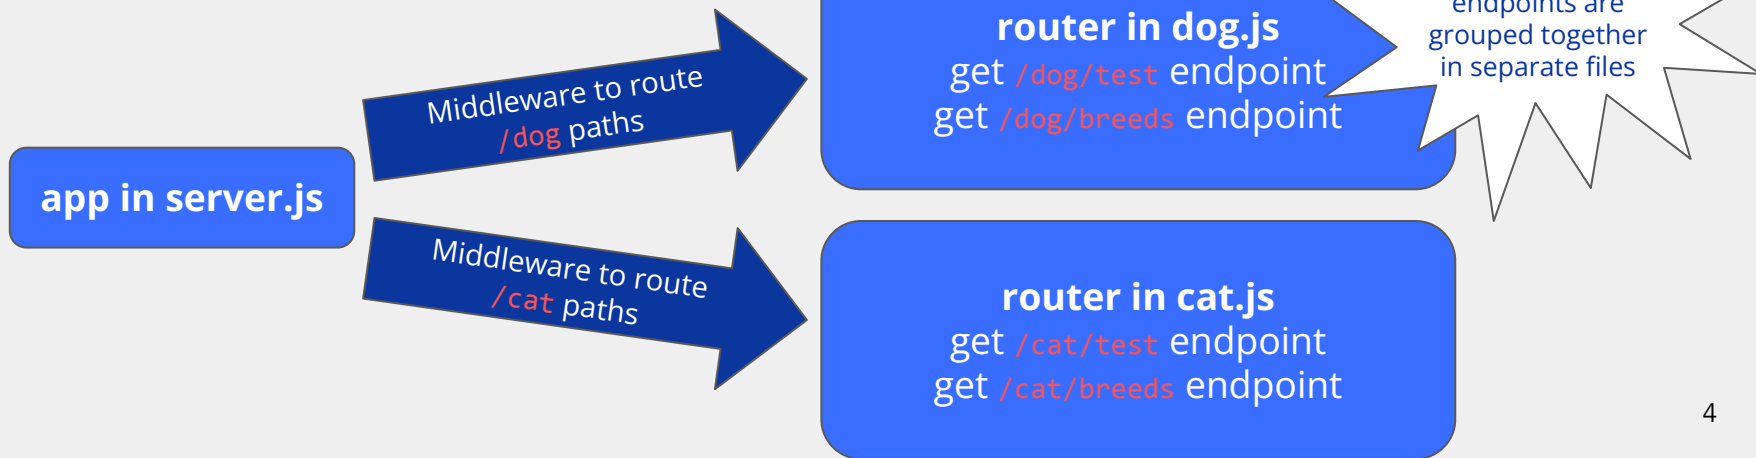 router in dog.js
get /dog/test endpoint
get /dog/breeds endpoint
endpoints are
grouped together
in separate files
Middleware to route
/dog paths
app in server.js
Middleware to route
/cat paths
router in cat.js
get /cat/test endpoint
get /cat/breeds endpoint
4